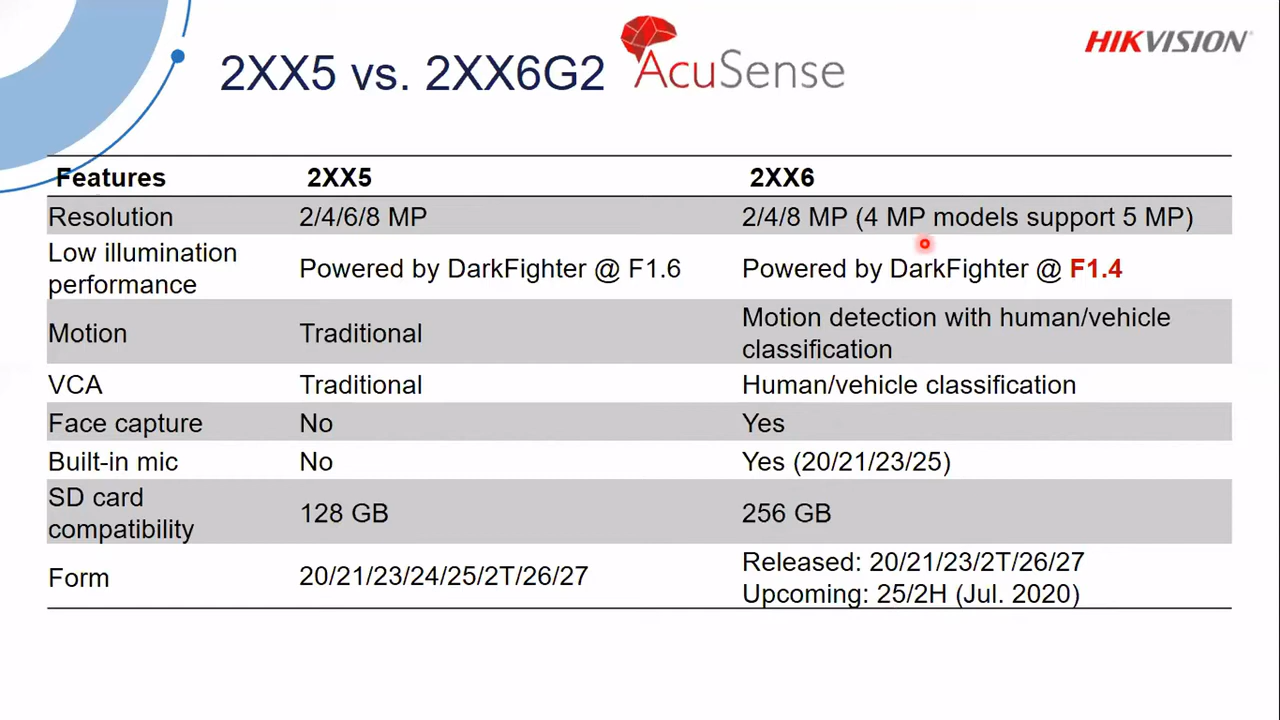 2XX5 vs. 2XX6G2 AcuSense
HIKVISION
Features 2XX5 2XX6
Resolution 2/4/6/8 MP 2/4/8 MP (4 MP models support 5 MP)
Low illumination
performance Powered by DarkFighter @ F1.6 Powered by DarkFighter @ F1.4
Motion Traditional Motion detection with human/vehicle
classification
VCA Traditional Human/vehicle classification
Face capture No Yes
Built-in mic No Yes (20/21/23/25)
SD card
compatibility 128 GB 256 GB
Form 20/21/23/24/25/2T/26/27 Released: 20/21/23/2T/26/27
Upcoming: 25/2H (Jul. 2020)